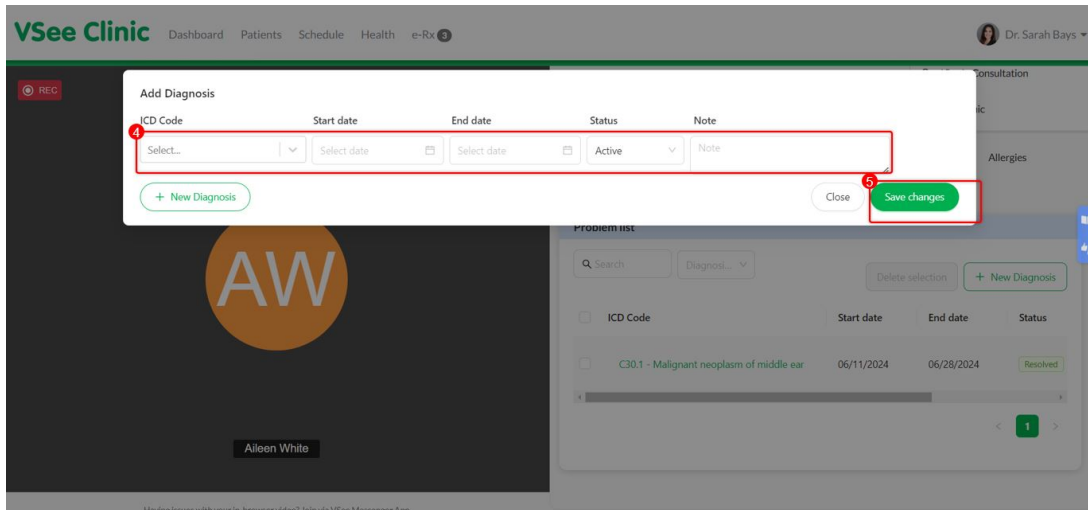 VSee Clinic Dashboard Patients Schedule Health e-Rx 3 Dr. Sarah Bays
REC
Consultation
Add Diagnosis
ICD Code Start date End date Status Note
4
Select... Select date Select date Active Note
Allergies
5
+ New Diagnosis Close Save changes
Problem list
AW
Search Diagnosi... Delete selection + New Diagnosis
ICD Code Start date End date Status
C30.1 - Malignant neoplasm of middle ear 06/11/2024 06/28/2024 Resolved
1
Aileen White